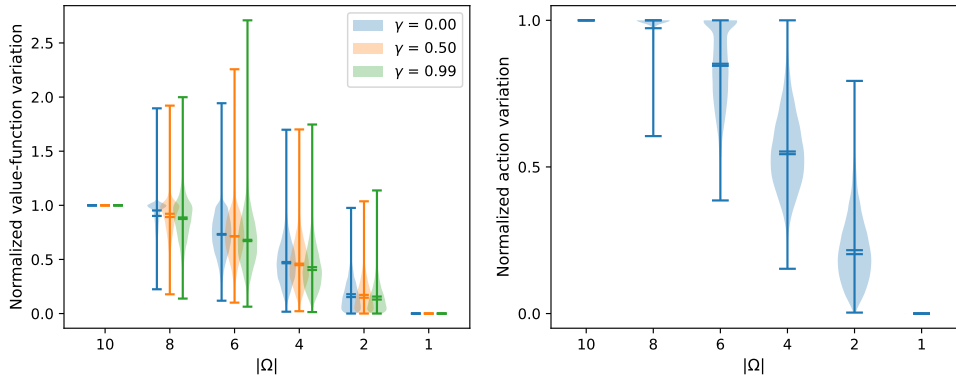 Normalized value-function variation
2.5
2.0
1.5
1.0
0.5
0.0
γ = 0.00
γ = 0.50
γ = 0.99
10 8 6 4 2 1
|Ω|
Normalized action variation
1.0
0.5
0.0
10 8 6 4 2 1
|Ω|